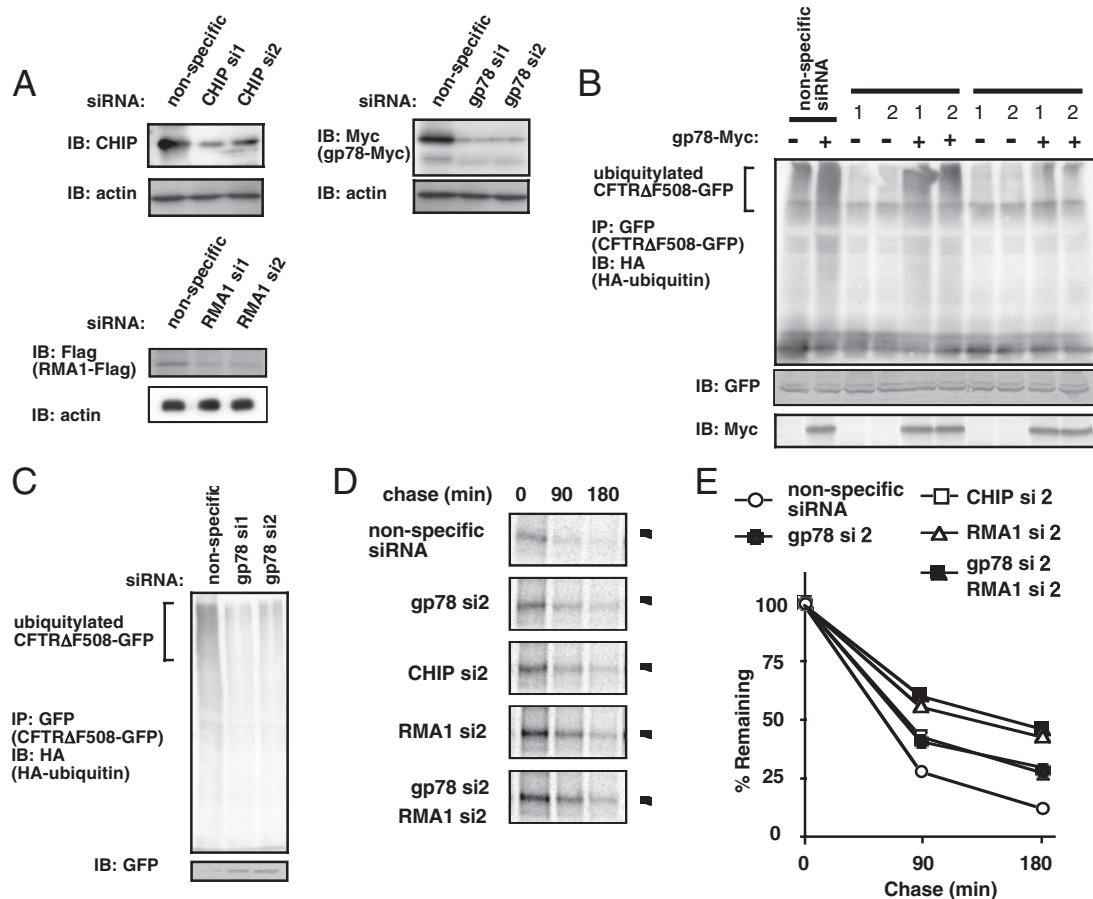 A
siRNA:
non-specific
CHIP si1
CHIP si2
IB: CHIP
IB: actin
siRNA:
non-specific
gp78 si1
gp78 si2
IB: Myc
(gp78-Myc)
IB: actin
siRNA:
non-specific
RMA1 si1
RMA1 si2
IB: Flag
(RMA1-Flag)
IB: actin
B
non-specific
siRNA
1 2 1 2 1 2 1 2
gp78-Myc: - + - - + + - - + +
ubiquitylated
CFTRΔF508-GFP
IP: GFP
(CFTRΔF508-GFP)
IB: HA
(HA-ubiquitin)
IB: GFP
IB: Myc
C
siRNA:
non-specific
gp78 si1
gp78 si2
ubiquitylated
CFTRΔF508-GFP
IP: GFP
(CFTRΔF508-GFP)
IB: HA
(HA-ubiquitin)
IB: GFP
D
chase (min) 0 90 180
non-specific
siRNA
gp78 si2
CHIP si2
RMA1 si2
gp78 si2
RMA1 si2
E
non-specific
siRNA
gp78 si 2
CHIP si 2
RMA1 si 2
gp78 si 2
RMA1 si 2
% Remaining
100
75
50
25
0
0 90 180
Chase (min)